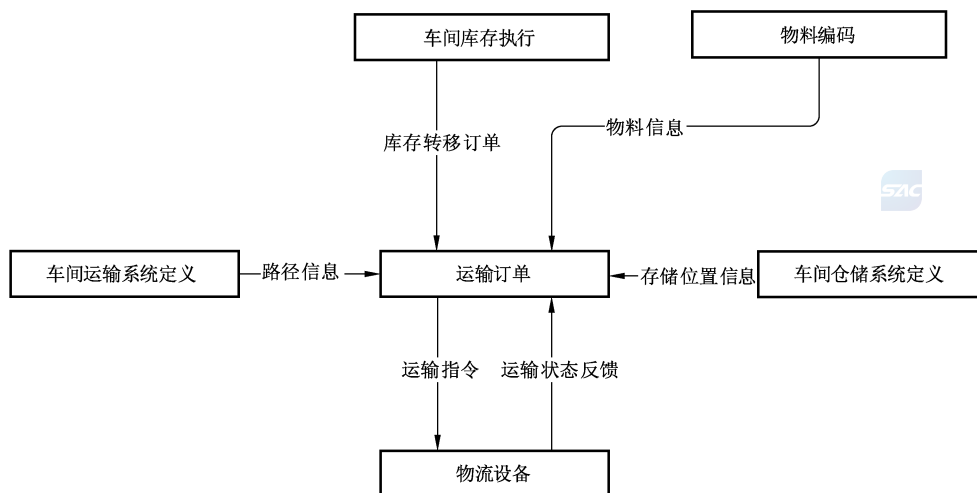 车间库存执行
物料编码
库存转移订单
物料信息
SAC
车间运输系统定义
路径信息
运输订单
存储位置信息
车间仓储系统定义
运输指令
运输状态反馈
物流设备